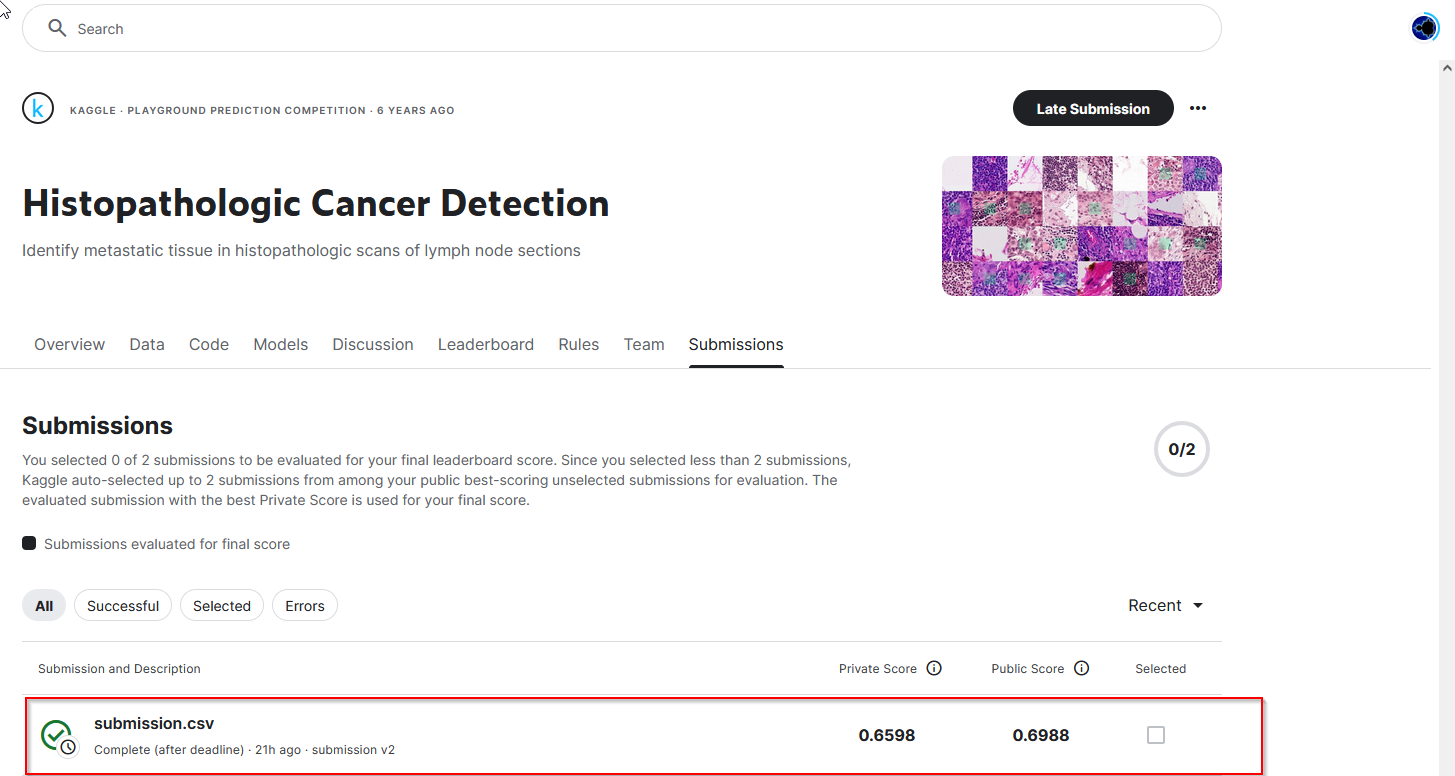 Search
k
KAGGLE · PLAYGROUND PREDICTION COMPETITION · 6 YEARS AGO
Late Submission
Histopathologic Cancer Detection
Identify metastatic tissue in histopathologic scans of lymph node sections
Overview Data Code Models Discussion Leaderboard Rules Team Submissions
Submissions
0/2
You selected 0 of 2 submissions to be evaluated for your final leaderboard score. Since you selected less than 2 submissions,
Kaggle auto-selected up to 2 submissions from among your public best-scoring unselected submissions for evaluation. The
evaluated submission with the best Private Score is used for your final score.
Submissions evaluated for final score
All Successful Selected Errors Recent
Submission and Description Private Score Public Score Selected
submission.csv 0.6598 0.6988
Complete (after deadline) · 21h ago · submission v2